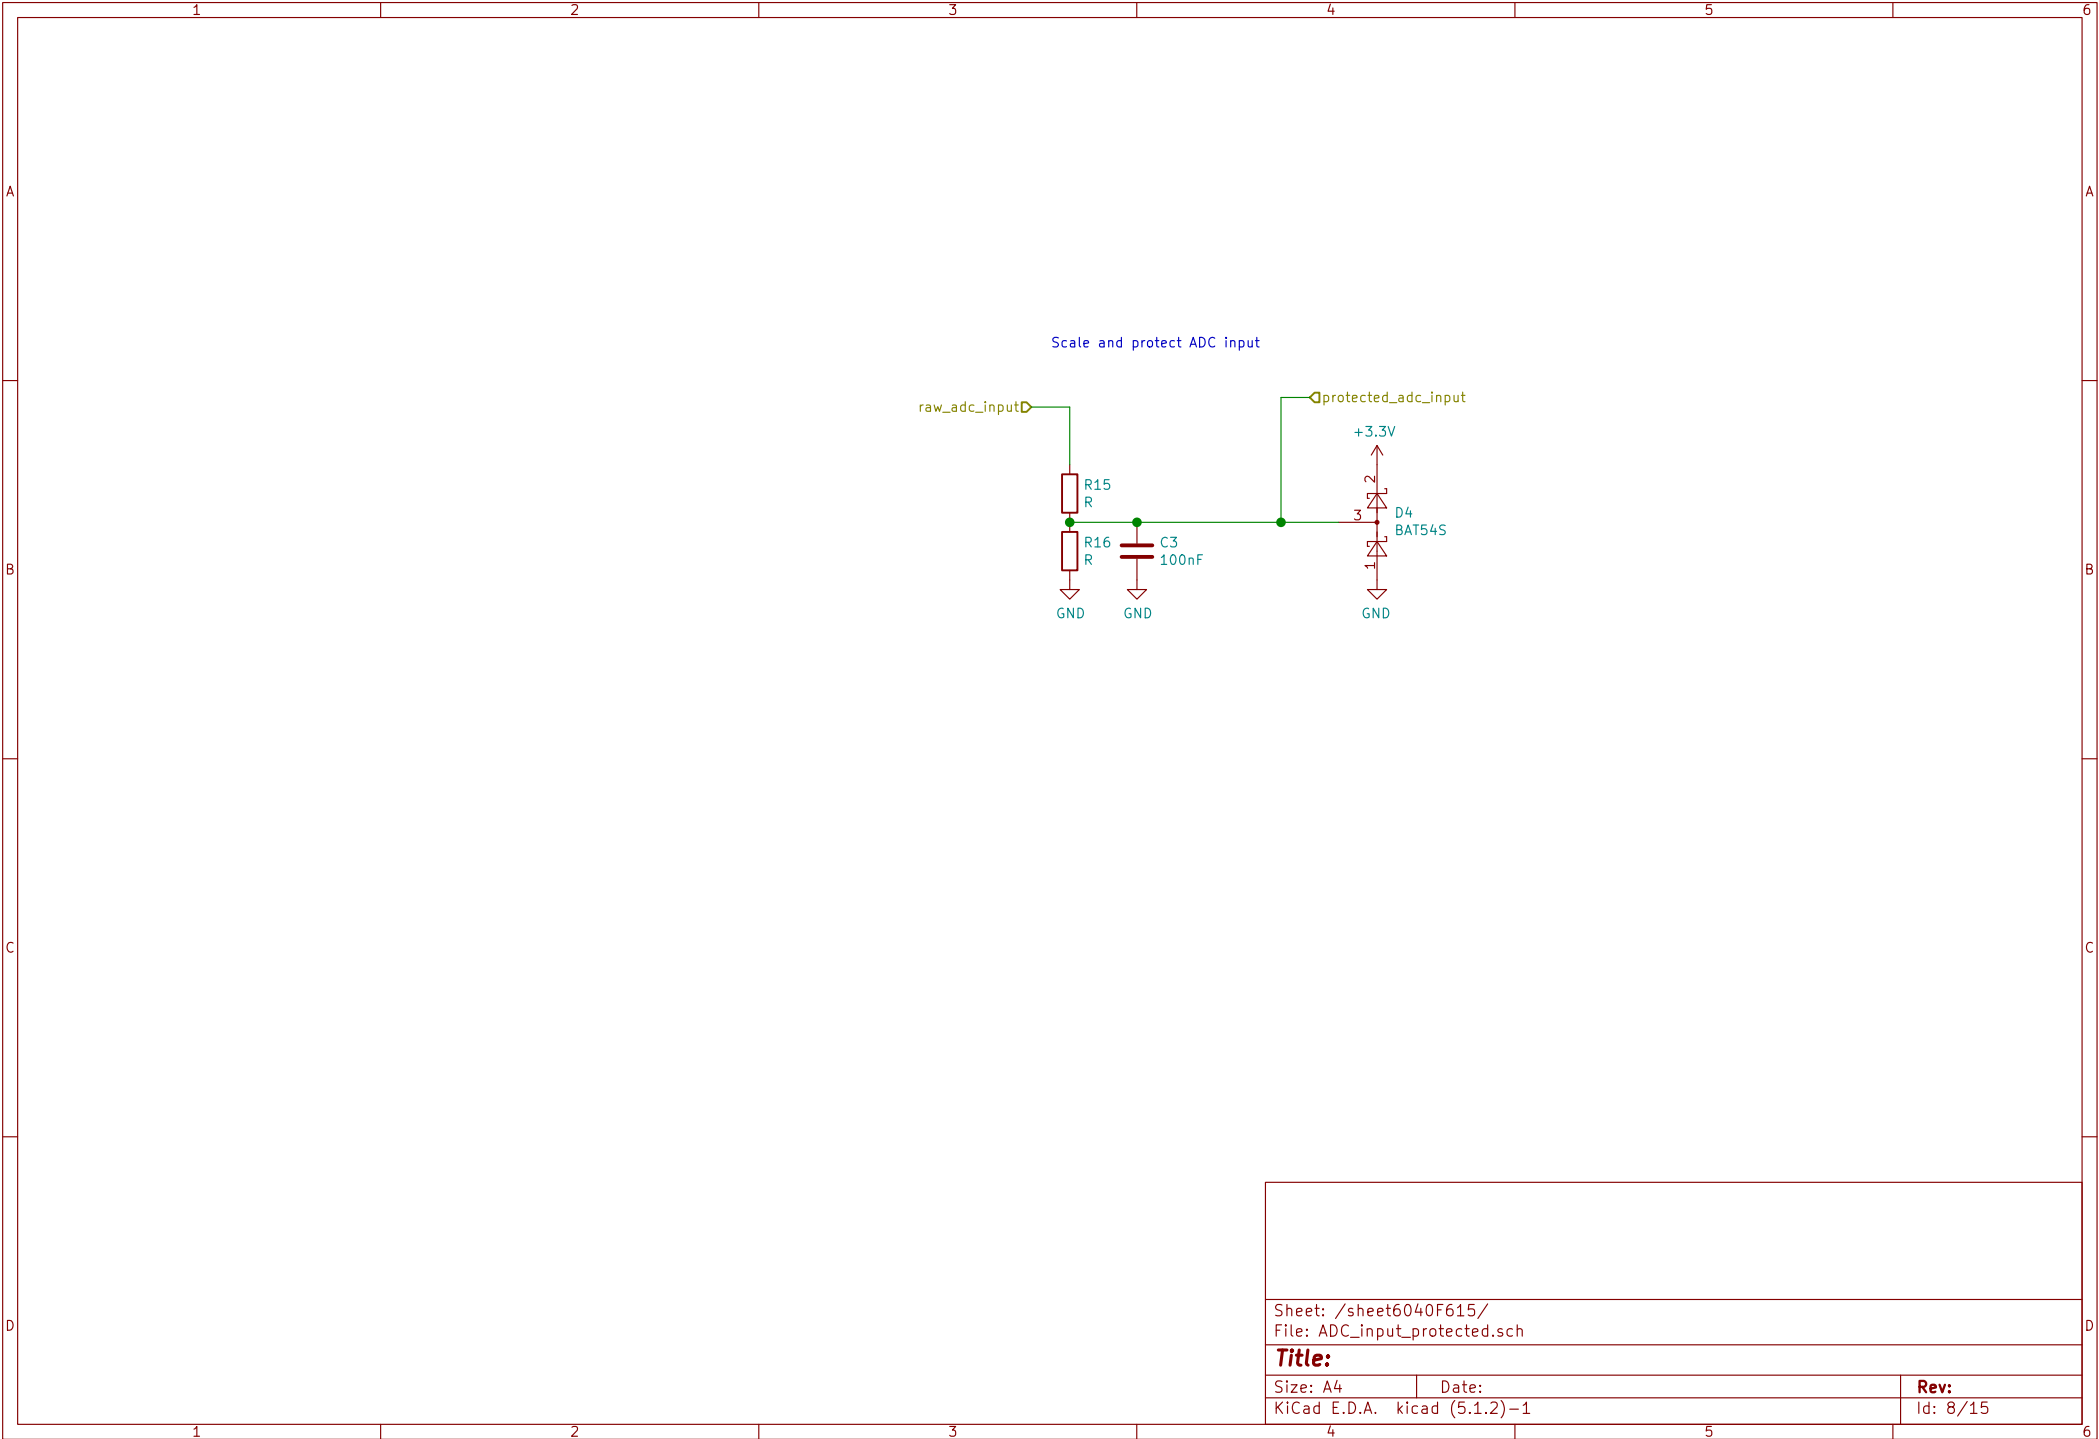 1 2 3 4 5 6
A A
Scale and protect ADC input
protected_adc_input
raw_adc_input
+3.3V
2
R15
R
3
D4
BAT54S
R16
R
C3
100nF
1
GND
GND
GND
B B
C C
D D
Sheet: /sheet6040F615/
File: ADC_input_protected.sch
Title:
Size: A4
Date:
Rev:
KiCad E.D.A. kicad (5.1.2)-1
Id: 8/15
1 2 3 4 5 6